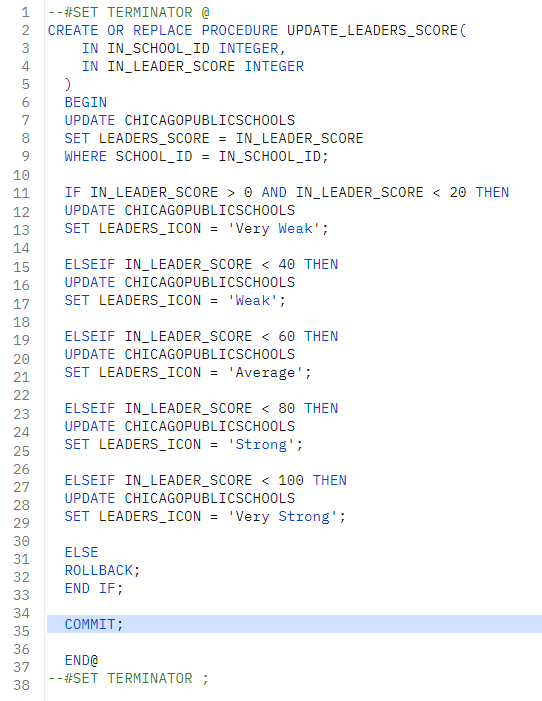 1 --#SET TERMINATOR @
2 CREATE OR REPLACE PROCEDURE UPDATE_LEADERS_SCORE(
3 IN IN_SCHOOL_ID INTEGER,
4 IN IN_LEADER_SCORE INTEGER
5 )
6 BEGIN
7 UPDATE CHICAGOPUBLICSCHOOLS
8 SET LEADERS_SCORE = IN_LEADER_SCORE
9 WHERE SCHOOL_ID = IN_SCHOOL_ID;
10
11 IF IN_LEADER_SCORE > 0 AND IN_LEADER_SCORE < 20 THEN
12 UPDATE CHICAGOPUBLICSCHOOLS
13 SET LEADERS_ICON = 'Very Weak';
14
15 ELSEIF IN_LEADER_SCORE < 40 THEN
16 UPDATE CHICAGOPUBLICSCHOOLS
17 SET LEADERS_ICON = 'Weak';
18
19 ELSEIF IN_LEADER_SCORE < 60 THEN
20 UPDATE CHICAGOPUBLICSCHOOLS
21 SET LEADERS_ICON = 'Average';
22
23 ELSEIF IN_LEADER_SCORE < 80 THEN
24 UPDATE CHICAGOPUBLICSCHOOLS
25 SET LEADERS_ICON = 'Strong';
26
27 ELSEIF IN_LEADER_SCORE < 100 THEN
28 UPDATE CHICAGOPUBLICSCHOOLS
29 SET LEADERS_ICON = 'Very Strong';
30
31 ELSE
32 ROLLBACK;
33 END IF;
34
35 COMMIT;
36
37 END@
38 --#SET TERMINATOR ;